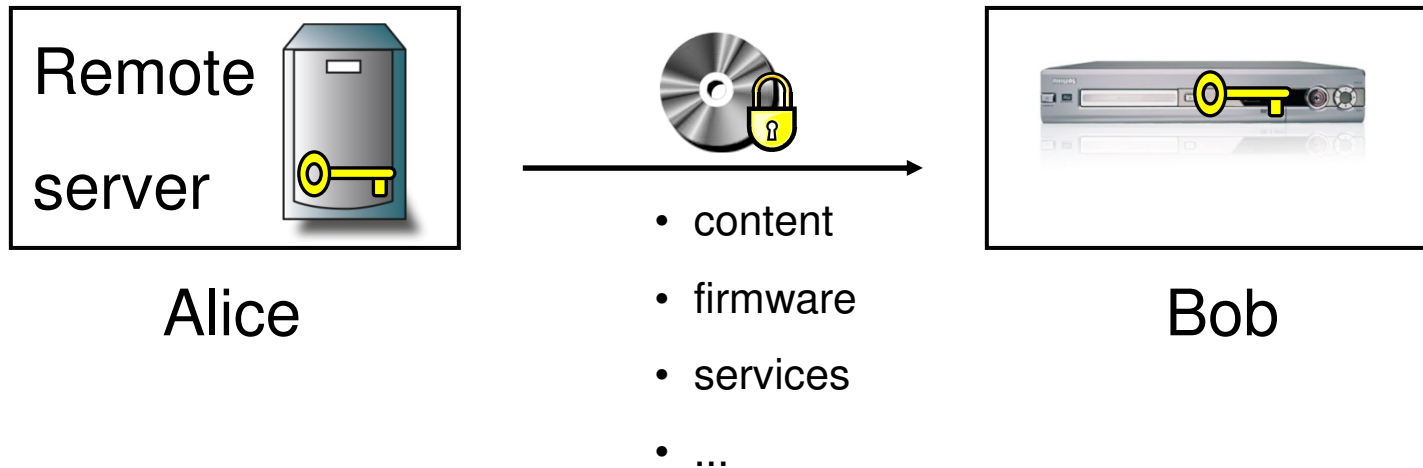 Remote
server
Alice
• content
• firmware
• services
• ...
Bob